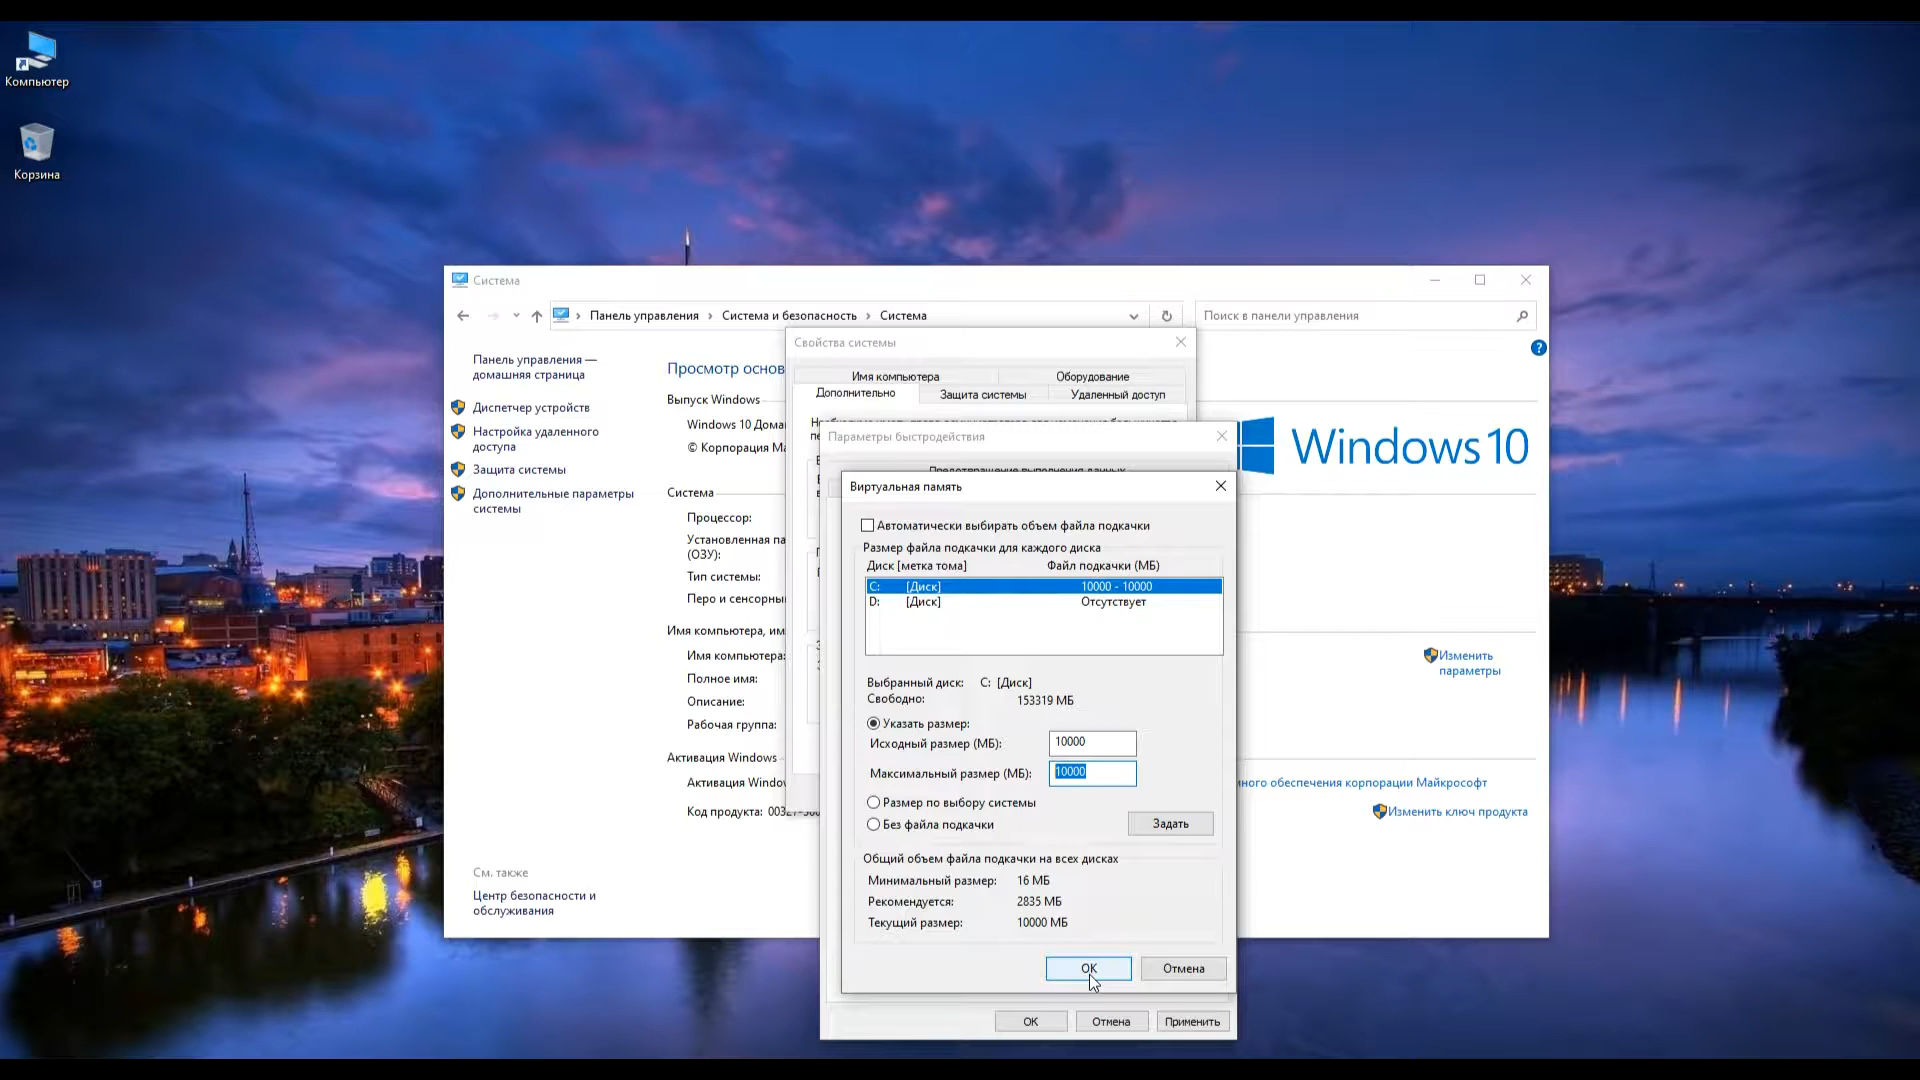 Компьютер
Корзина
Система
Панель управления › Система и безопасность › Система
Поиск в панели управления
Панель управления —
домашняя страница
Диспетчер устройств
Настройка удаленного
доступа
Защита системы
Дополнительные параметры
системы
См. также
Центр безопасности и
обслуживания
Просмотр основ
Выпуск Windows
Windows 10 Дома
© Корпорация Ма
Система
Процессор:
Установленная па
(ОЗУ):
Тип системы:
Перо и сенсорны
Имя компьютера, им
Имя компьютера:
Полное имя:
Описание:
Рабочая группа:
Активация Windows
Активация Windo
Код продукта:
Windows 10
Изменить
параметры
ного обеспечения корпорации Майкрософт
Изменить ключ продукта
Свойства системы
Имя компьютера
Оборудование
Дополнительно
Защита системы
Удаленный доступ
Параметры быстродействия
Предотвращение выполнения данных
Виртуальная память
Автоматически выбирать объем файла подкачки
Размер файла подкачки для каждого диска
Диск [метка тома]
Файл подкачки (МБ)
C: [Диск] 10000 - 10000
D: [Диск] Отсутствует
Выбранный диск: C: [Диск]
Свободно: 153319 МБ
Указать размер:
Исходный размер (МБ): 10000
Максимальный размер (МБ): 10000
Размер по выбору системы
Без файла подкачки
Задать
Общий объем файла подкачки на всех дисках
Минимальный размер: 16 МБ
Рекомендуется: 2835 МБ
Текущий размер: 10000 МБ
ОК
Отмена
ОК
Отмена
Применить